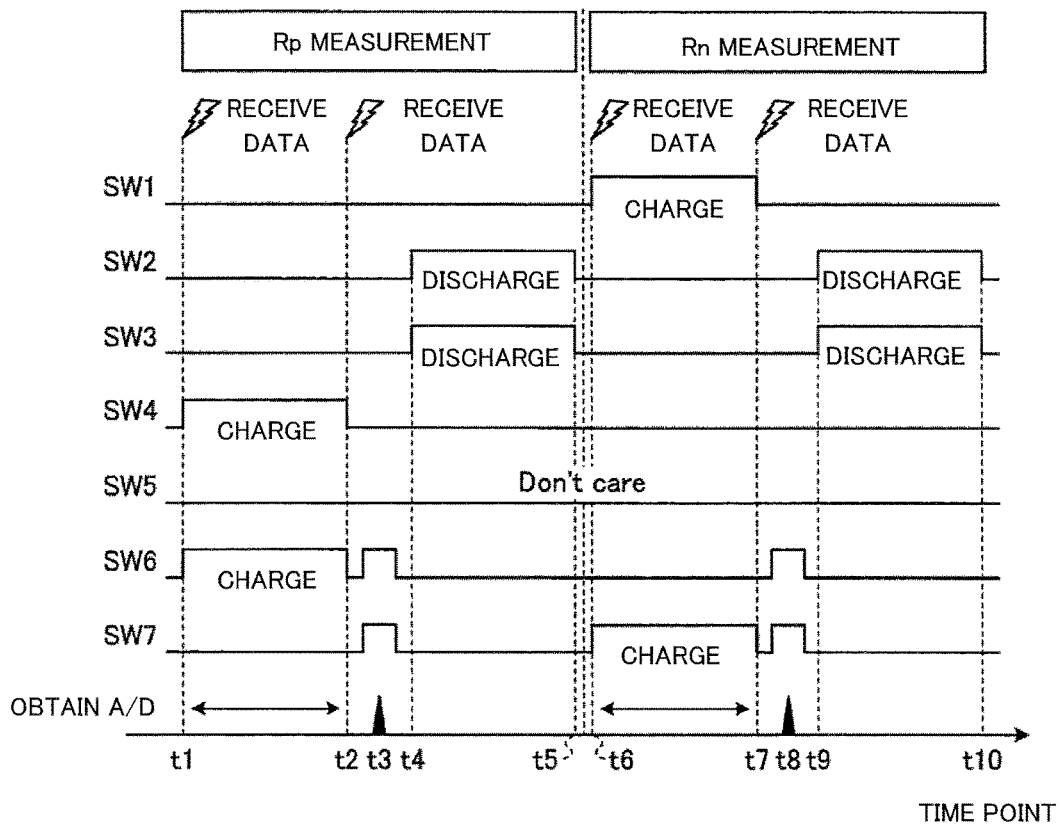 Rp MEASUREMENT Rn MEASUREMENT
RECEIVE DATA RECEIVE DATA RECEIVE DATA RECEIVE DATA
SW1 CHARGE
SW2 DISCHARGE DISCHARGE
SW3 DISCHARGE DISCHARGE
SW4 CHARGE
SW5 Don't care
SW6 CHARGE
SW7 CHARGE
OBTAIN A/D
t1 t2 t3 t4 t5 t6 t7 t8 t9 t10
TIME POINT